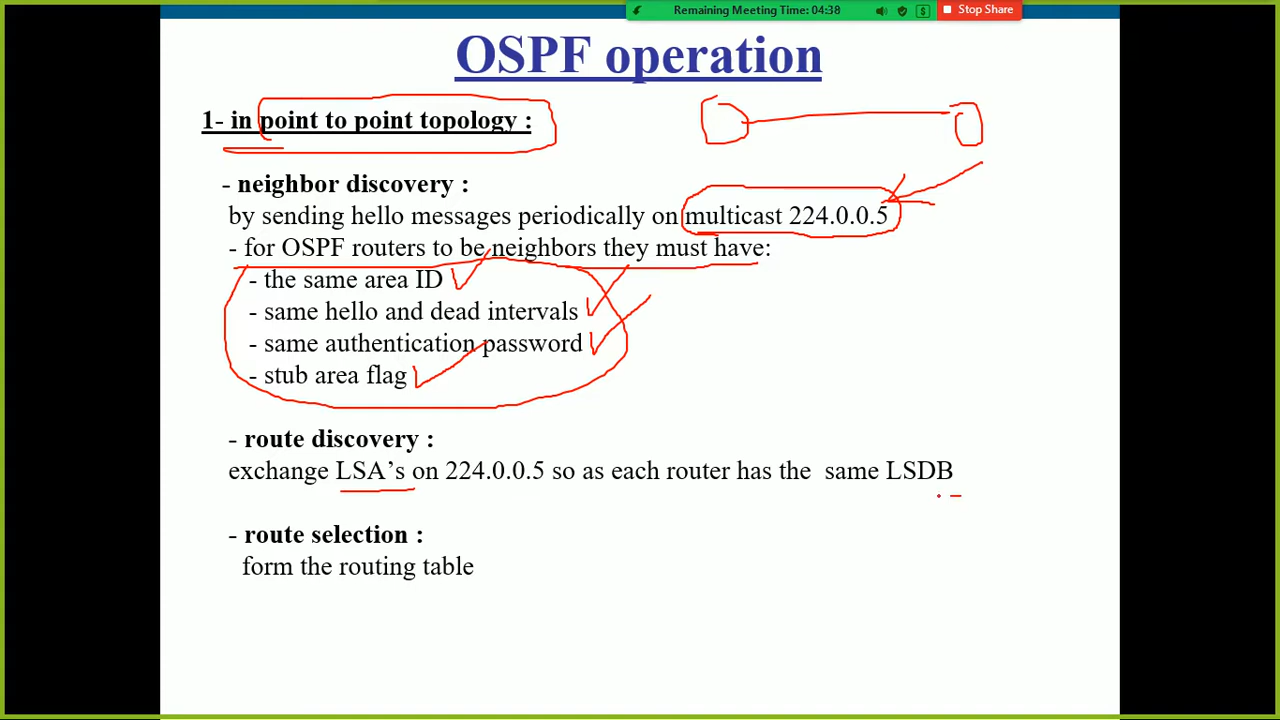 Remaining Meeting Time: 04:38
Stop Share
OSPF operation
1- in point to point topology :
- neighbor discovery :
by sending hello messages periodically on multicast 224.0.0.5
- for OSPF routers to be neighbors they must have:
- the same area ID
- same hello and dead intervals
- same authentication password
- stub area flag
- route discovery :
exchange LSA’s on 224.0.0.5 so as each router has the same LSDB
- route selection :
form the routing table